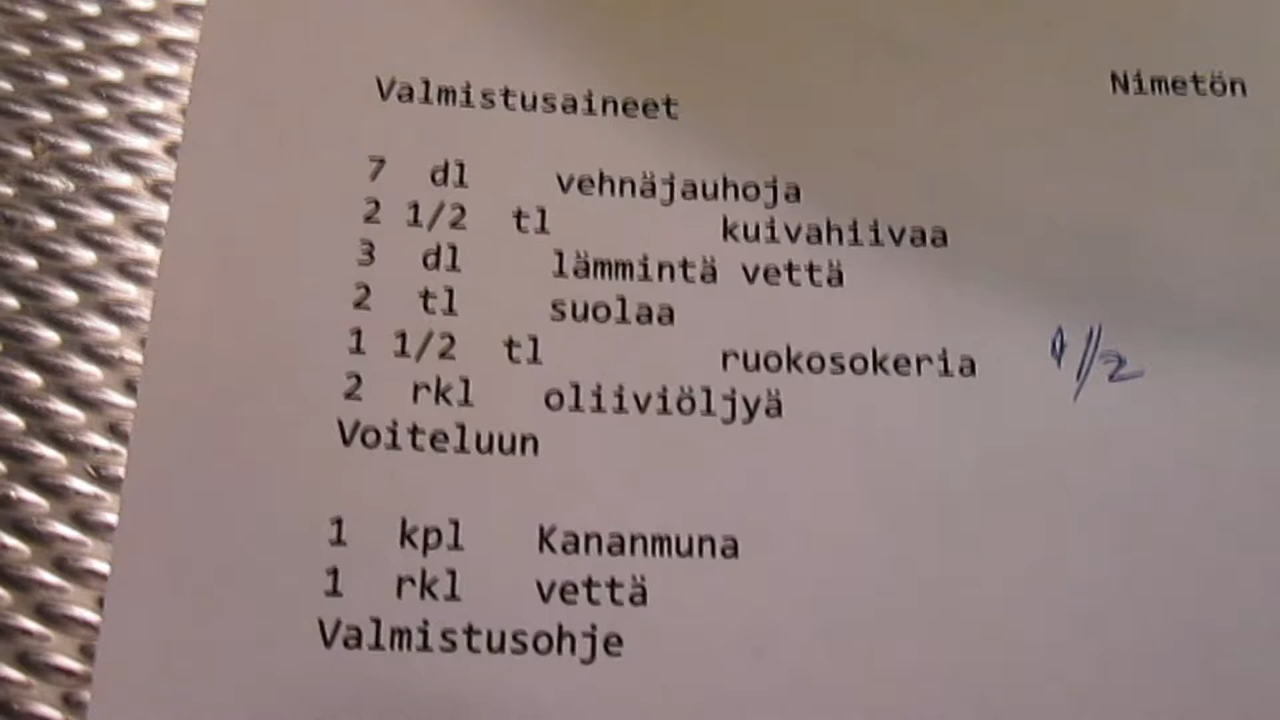 Nimetön
Valmistusaineet
7 dl vehnäjauhoja
2 1/2 tl kuivahiivaa
3 dl lämmintä vettä
2 tl suolaa
1 1/2 tl ruokosokeria 1/2
2 rkl oliiviöljyä
Voiteluun
1 kpl Kananmuna
1 rkl vettä
Valmistusohje